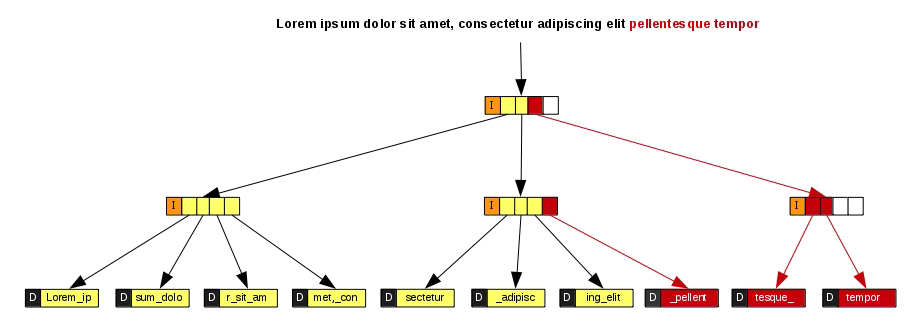 Lorem ipsum dolor sit amet, consectetur adipiscing elit pellentesque tempor
I
I I I
D Lorem_ip D sum_dolo D r_sit_am D met,_con D sectetur D _adipisc D ing_elit D _pellent D tesque_ D tempor